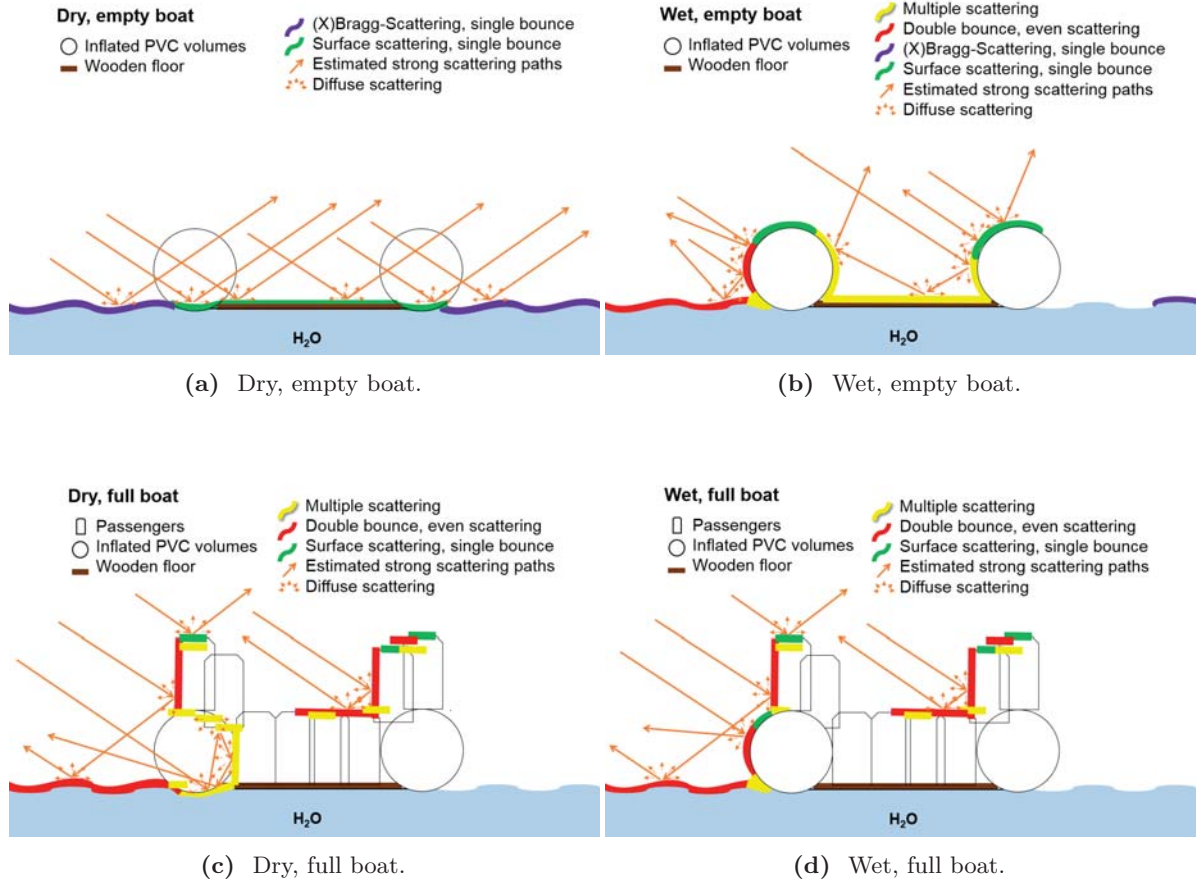 Dry, empty boat
Inflated PVC volumes
Wooden floor
(X)Bragg-Scattering, single bounce
Surface scattering, single bounce
Estimated strong scattering paths
Diffuse scattering
H2O
(a) Dry, empty boat.
Wet, empty boat
Inflated PVC volumes
Wooden floor
Multiple scattering
Double bounce, even scattering
(X)Bragg-Scattering, single bounce
Surface scattering, single bounce
Estimated strong scattering paths
Diffuse scattering
H2O
(b) Wet, empty boat.
Dry, full boat
Passengers
Inflated PVC volumes
Wooden floor
Multiple scattering
Double bounce, even scattering
Surface scattering, single bounce
Estimated strong scattering paths
Diffuse scattering
H2O
(c) Dry, full boat.
Wet, full boat
Passengers
Inflated PVC volumes
Wooden floor
Multiple scattering
Double bounce, even scattering
Surface scattering, single bounce
Estimated strong scattering paths
Diffuse scattering
H2O
(d) Wet, full boat.